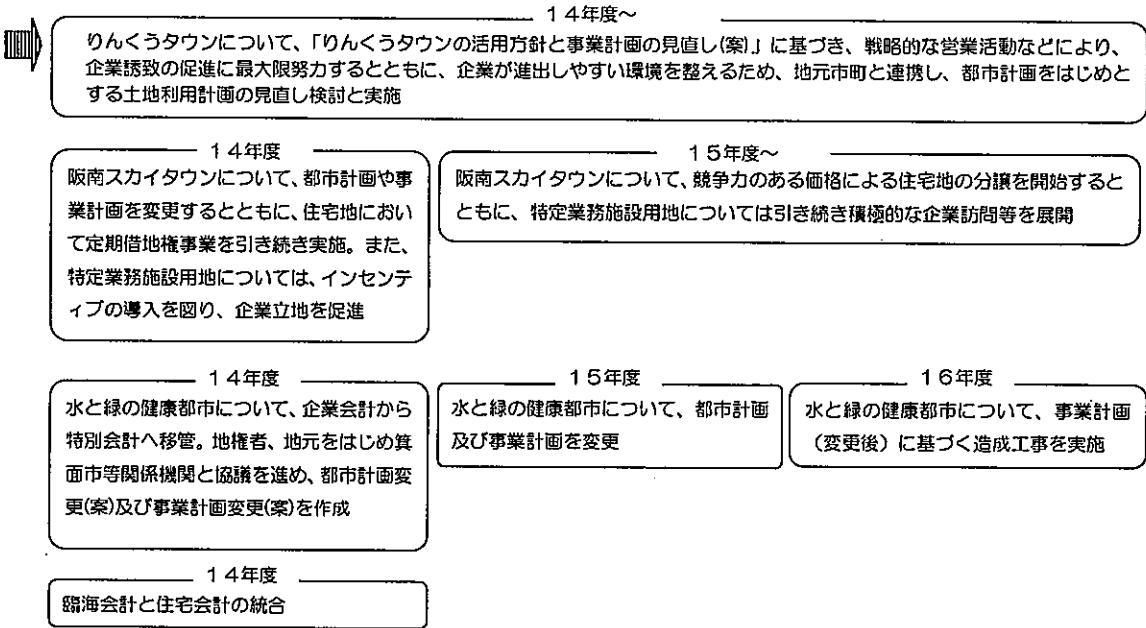 １４年度～
りんくうタウンについて、「りんくうタウンの活用方針と事業計画の見直し(案)」に基づき、戦略的な営業活動などにより、
企業誘致の促進に最大限努力するとともに、企業が進出しやすい環境を整えるため、地元市町と連携し、都市計画をはじめと
する土地利用計画の見直し検討と実施
１４年度
阪南スカイタウンについて、都市計画や事
業計画を変更するとともに、住宅地におい
て定期借地権事業を引き続き実施。また、
特定業務施設用地については、インセンテ
ィブの導入を図り、企業立地を促進
１５年度～
阪南スカイタウンについて、競争力のある価格による住宅地の分譲を開始すると
ともに、特定業務施設用地については引き続き積極的な企業訪問等を展開
１４年度
水と緑の健康都市について、企業会計から
特別会計へ移管。地権者、地元をはじめ箕
面市等関係機関と協議を進め、都市計画変
更(案)及び事業計画変更(案)を作成
１５年度
水と緑の健康都市について、都市計画
及び事業計画を変更
１６年度
水と緑の健康都市について、事業計画
（変更後）に基づく造成工事を実施
１４年度
臨海会計と住宅会計の統合